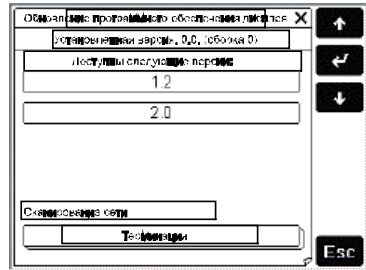 Обновление программного обеспечения дисплея X
Установленная версия, 0,0, (сборка 0)
Доступны следующие версии:
1.2
2.0
Сканирование сети
Терминации
Esc